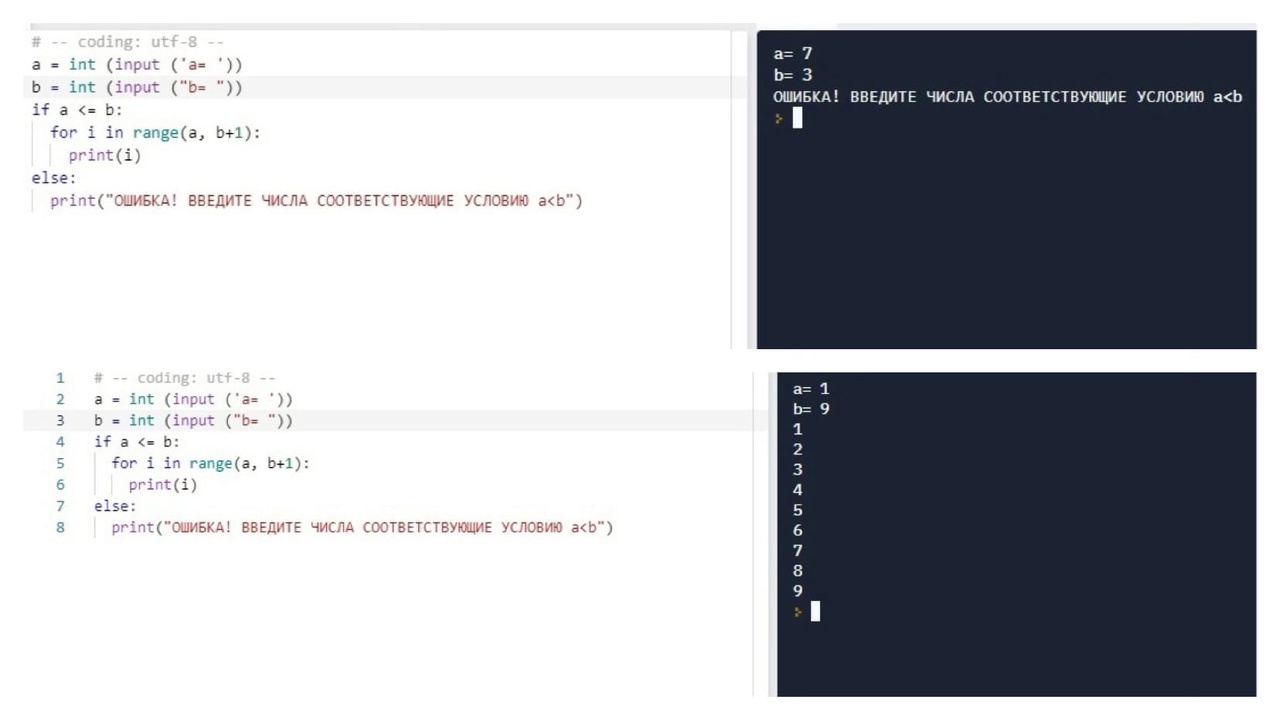 # -- coding: utf-8 --
a = int (input ('a= '))
b = int (input ("b= "))
if a <= b:
for i in range(a, b+1):
print(i)
else:
print("ОШИБКА! ВВЕДИТЕ ЧИСЛА СООТВЕТСТВУЮЩИЕ УСЛОВИЮ a<b")
a= 7
b= 3
ОШИБКА! ВВЕДИТЕ ЧИСЛА СООТВЕТСТВУЮЩИЕ УСЛОВИЮ a<b
1 # -- coding: utf-8 --
2 a = int (input ('a= '))
3 b = int (input ("b= "))
4 if a <= b:
5 for i in range(a, b+1):
6 print(i)
7 else:
8 print("ОШИБКА! ВВЕДИТЕ ЧИСЛА СООТВЕТСТВУЮЩИЕ УСЛОВИЮ a<b")
a= 1
b= 9
1
2
3
4
5
6
7
8
9